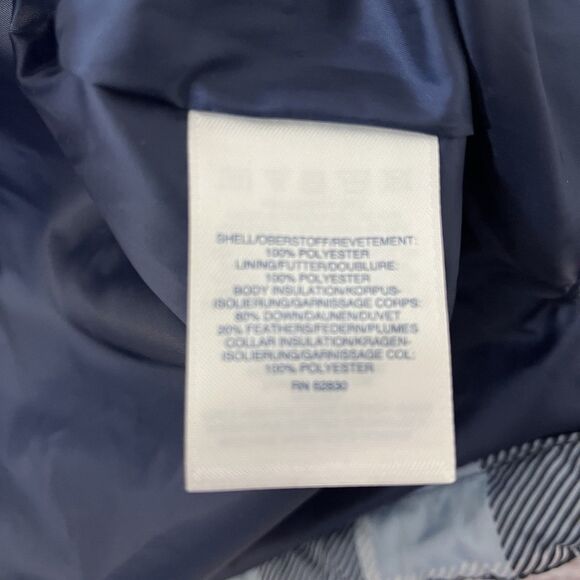 SHELL/OBERSTOFF/REVETEMENT:
100% POLYESTER
LINING/FUTTER/DOUBLURE:
100% POLYESTER
BODY INSULATION/KORPUS-
ISOLIERUNG/GARNISSAGE CORPS:
80% DOWN/DAUNEN/DUVET
20% FEATHERS/FEDERN/PLUMES
COLLAR INSULATION/KRAGEN-
ISOLIERUNG/GARNISSAGE COL:
100% POLYESTER
RN